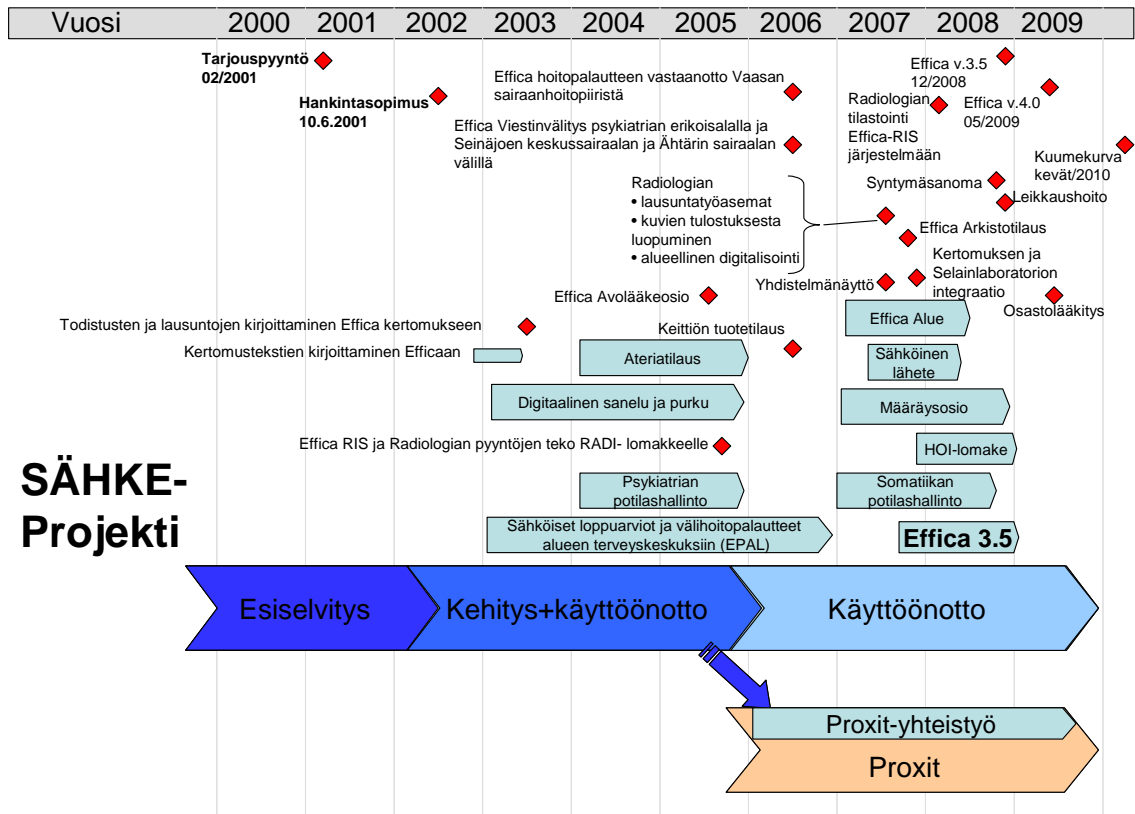 Vuosi 2000 2001 2002 2003 2004 2005 2006 2007 2008 2009
Tarjouspyyntö
02/2001
Hankintasopimus
10.6.2001
Effica hoitopalautteen vastaanotto Vaasan
sairaanhoitopiiristä
Effica Viestinvälitys psykiatrian erikoisalalla ja
Seinäjoen keskussairaalan ja Ähtärin sairaalan
välillä
Effica v.3.5
12/2008
Radiologian
tilastointi
Effica-RIS
järjestelmään
Effica v.4.0
05/2009
Kuumekurva
kevät/2010
Syntymäsanoma
Leikkaushoito
Radiologian
• lausuntatyöasemat
• kuvien tulostuksesta
luopuminen
• alueellinen digitalisointi
Effica Arkistotilaus
Yhdistelmänäyttö
Kertomuksen ja
Selainlaboratorion
integraatio
Osastolääkitys
Effica Avolääkeosio
Todistusten ja lausuntojen kirjoittaminen Effica kertomukseen
Keittiön tuotetilaus
Effica Alue
Kertomustekstien kirjoittaminen Efficaan
Ateriatilaus
Sähköinen
lähete
Digitaalinen sanelu ja purku
Määräysosio
Effica RIS ja Radiologian pyyntöjen teko RADI- lomakkeelle
HOI-lomake
SÄHKE-
Projekti
Psykiatrian
potilashallinto
Somatiikan
potilashallinto
Sähköiset loppuarviot ja välihoitopalautteet
alueen terveyskeskuksiin (EPAL)
Effica 3.5
Esiselvitys
Kehitys+käyttöönotto
Käyttöönotto
Proxit-yhteistyö
Proxit